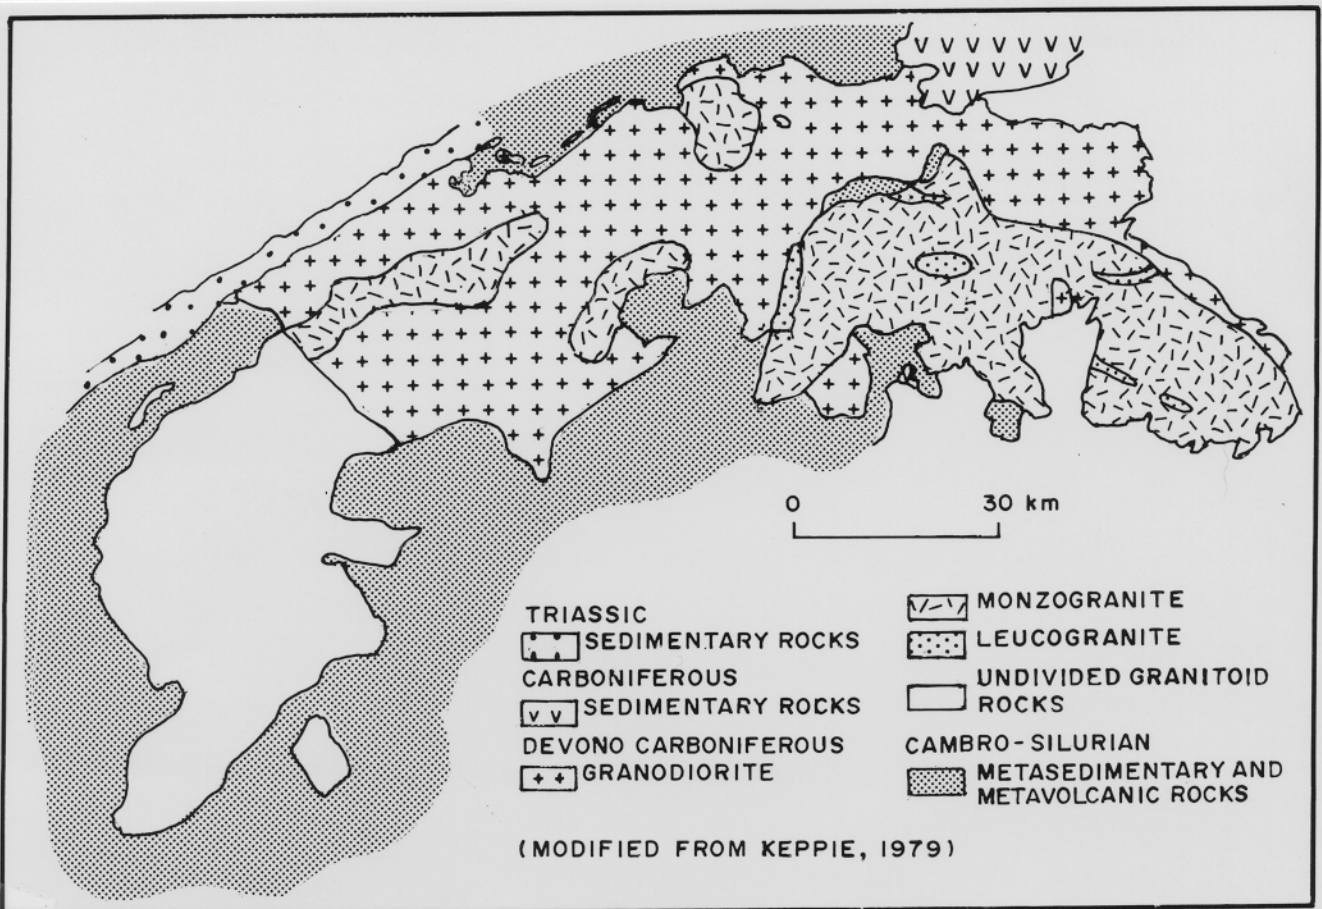 0 30 km
TRIASSIC
SEDIMENTARY ROCKS
CARBONIFEROUS
SEDIMENTARY ROCKS
DEVONO CARBONIFEROUS
GRANODIORITE
MONZOGRANITE
LEUCOGRANITE
UNDIVIDED GRANITOID
ROCKS
CAMBRO-SILURIAN
METASEDIMENTARY AND
METAVOLCANIC ROCKS
(MODIFIED FROM KEPPIE, 1979)